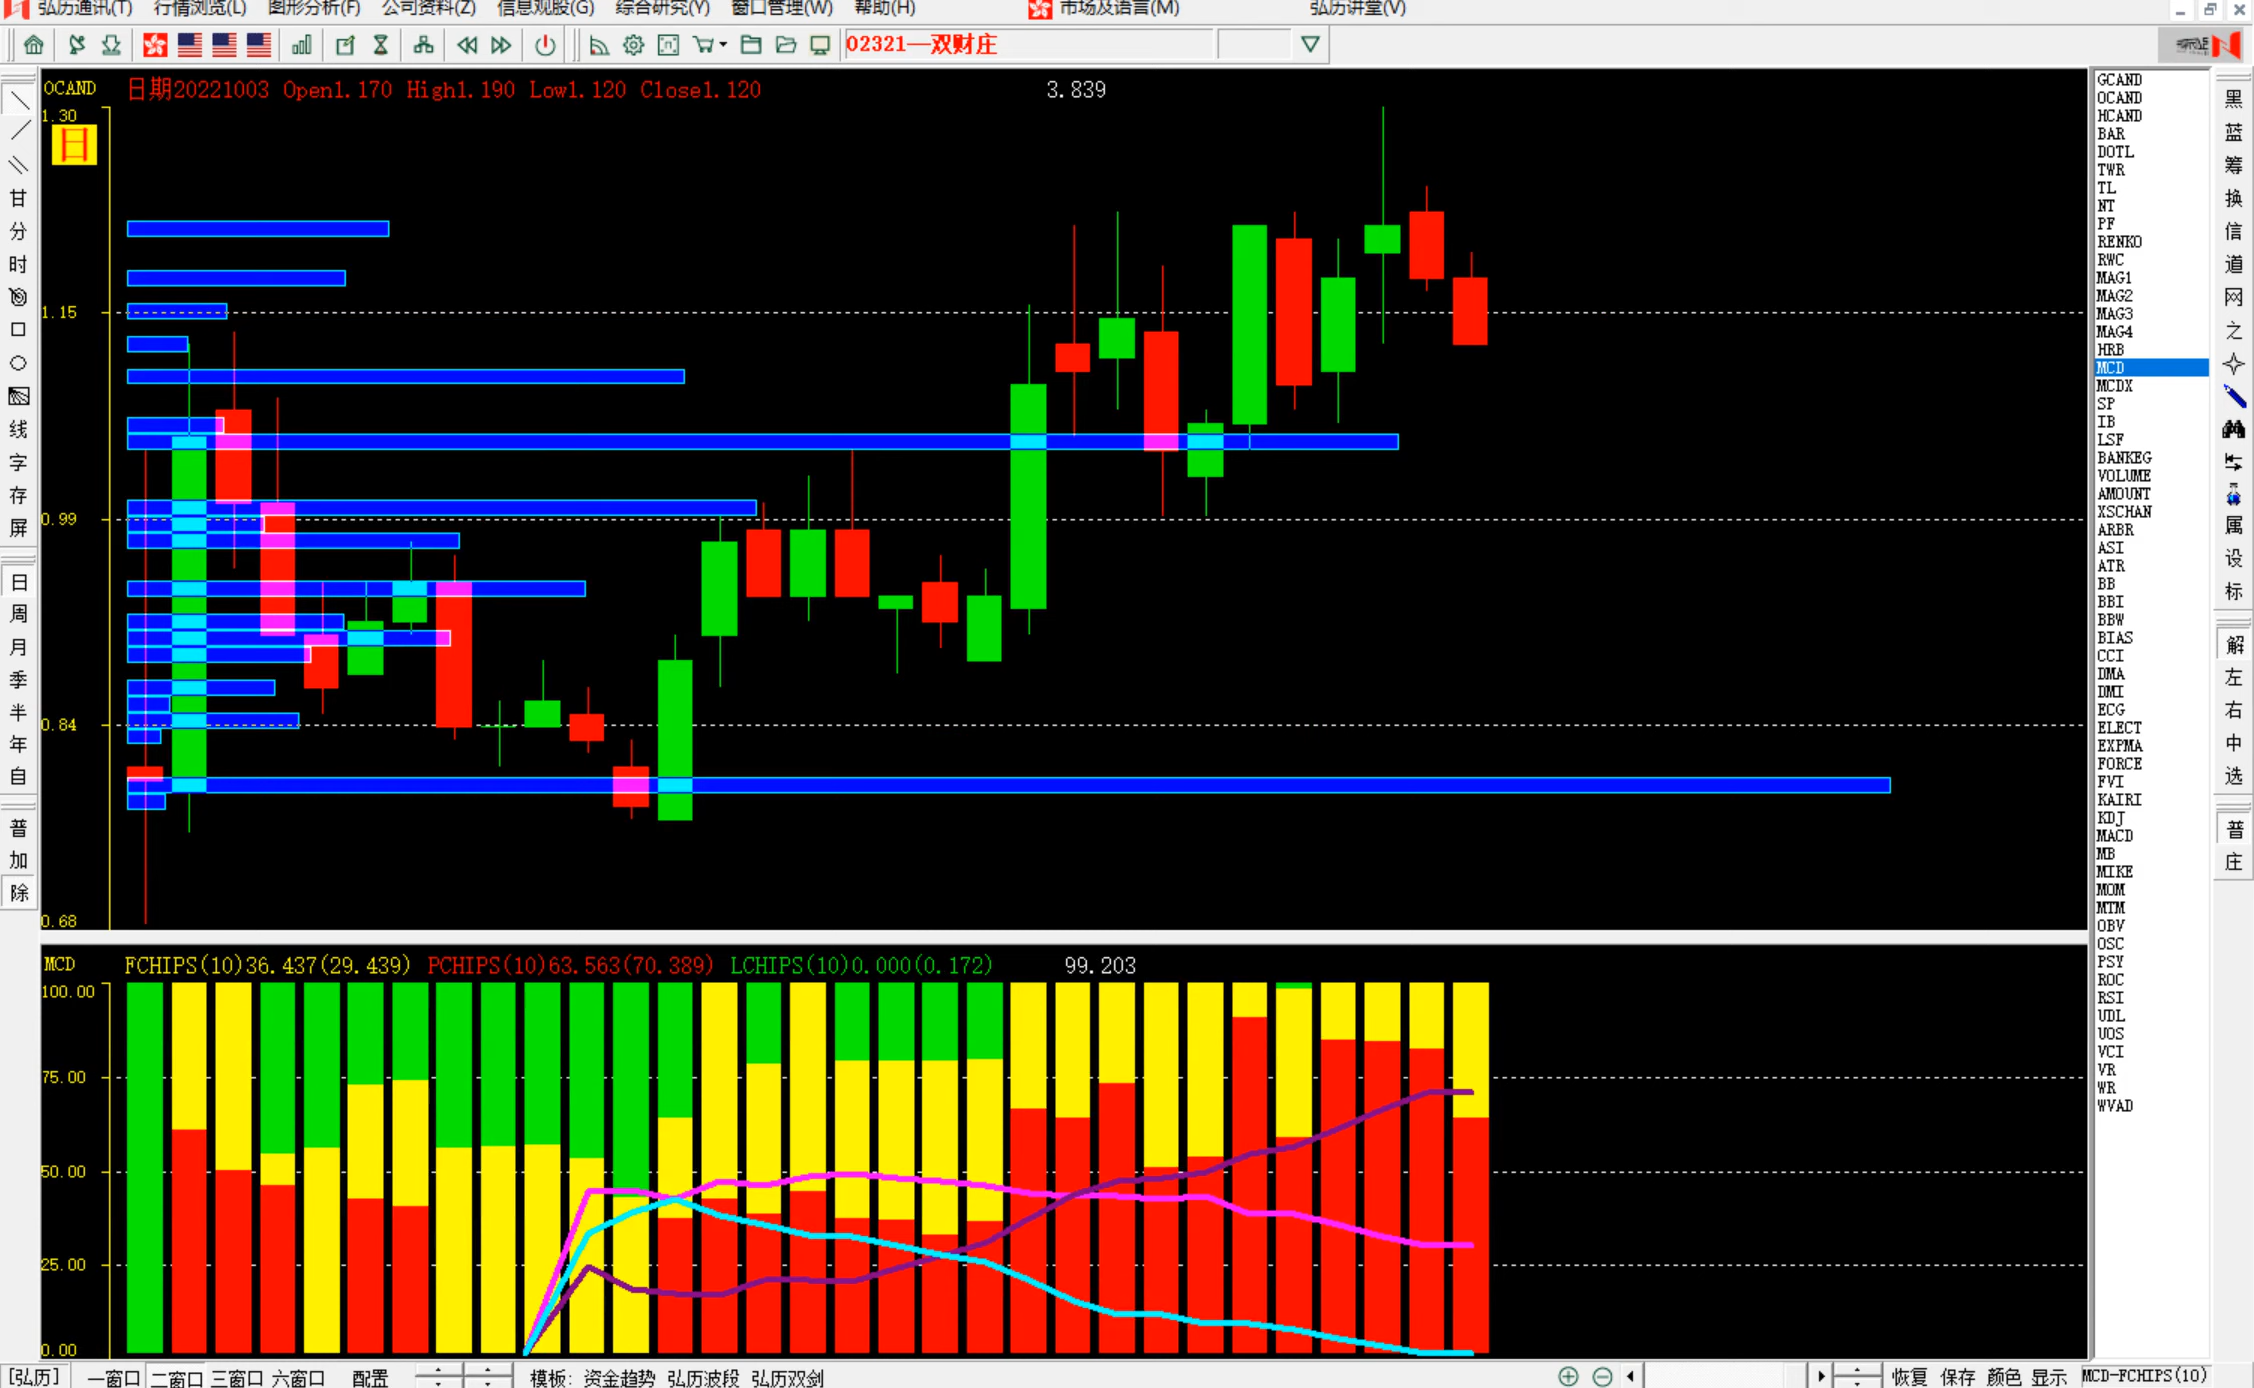 弘历通讯(T) 行情浏览(L) 图形分析(F) 公司资料(Z) 信息观股(G) 综合研究(Y) 窗口管理(W) 帮助(H) 市场及语言(M) 弘历讲堂(V)
02321—双财庄
OCAND 日期20221003 Open1.170 High1.190 Low1.120 Close1.120 3.839
1.30
日
1.15
0.99
0.84
0.68
MCD FCHIPS(10)36.437(29.439) PCHIPS(10)63.563(70.389) LCHIPS(10)0.000(0.172) 99.203
100.00
75.00
50.00
25.00
0.00
甘
分
时
线
字
存
屏
日
周
月
季
半
年
自
普
加
除
GCAND
OCAND
HCAND
BAR
DOTL
TWR
TL
NT
PF
RENKO
RWC
MAG1
MAG2
MAG3
MAG4
HRB
MCD
MCDX
SP
IB
LSF
BANKEG
VOLUME
AMOUNT
XSCHAN
ARBR
ASI
ATR
BB
BBI
BBW
BIAS
CCI
DMA
DMI
ECG
ELECT
EXPMA
FORCE
FVI
KAIRI
KDJ
MACD
MB
MIKE
MOM
MTM
OBV
OSC
PSY
ROC
RSI
UDL
UOS
VCI
VR
WR
WVAD
黑
蓝
筹
换
信
道
网
之
属
设
标
解
左
右
中
选
普
庄
[弘历] 一窗口 二窗口 三窗口 六窗口 配置 模板: 资金趋势 弘历波段 弘历双剑 恢复 保存 颜色 显示 MCD-FCHIPS(10)